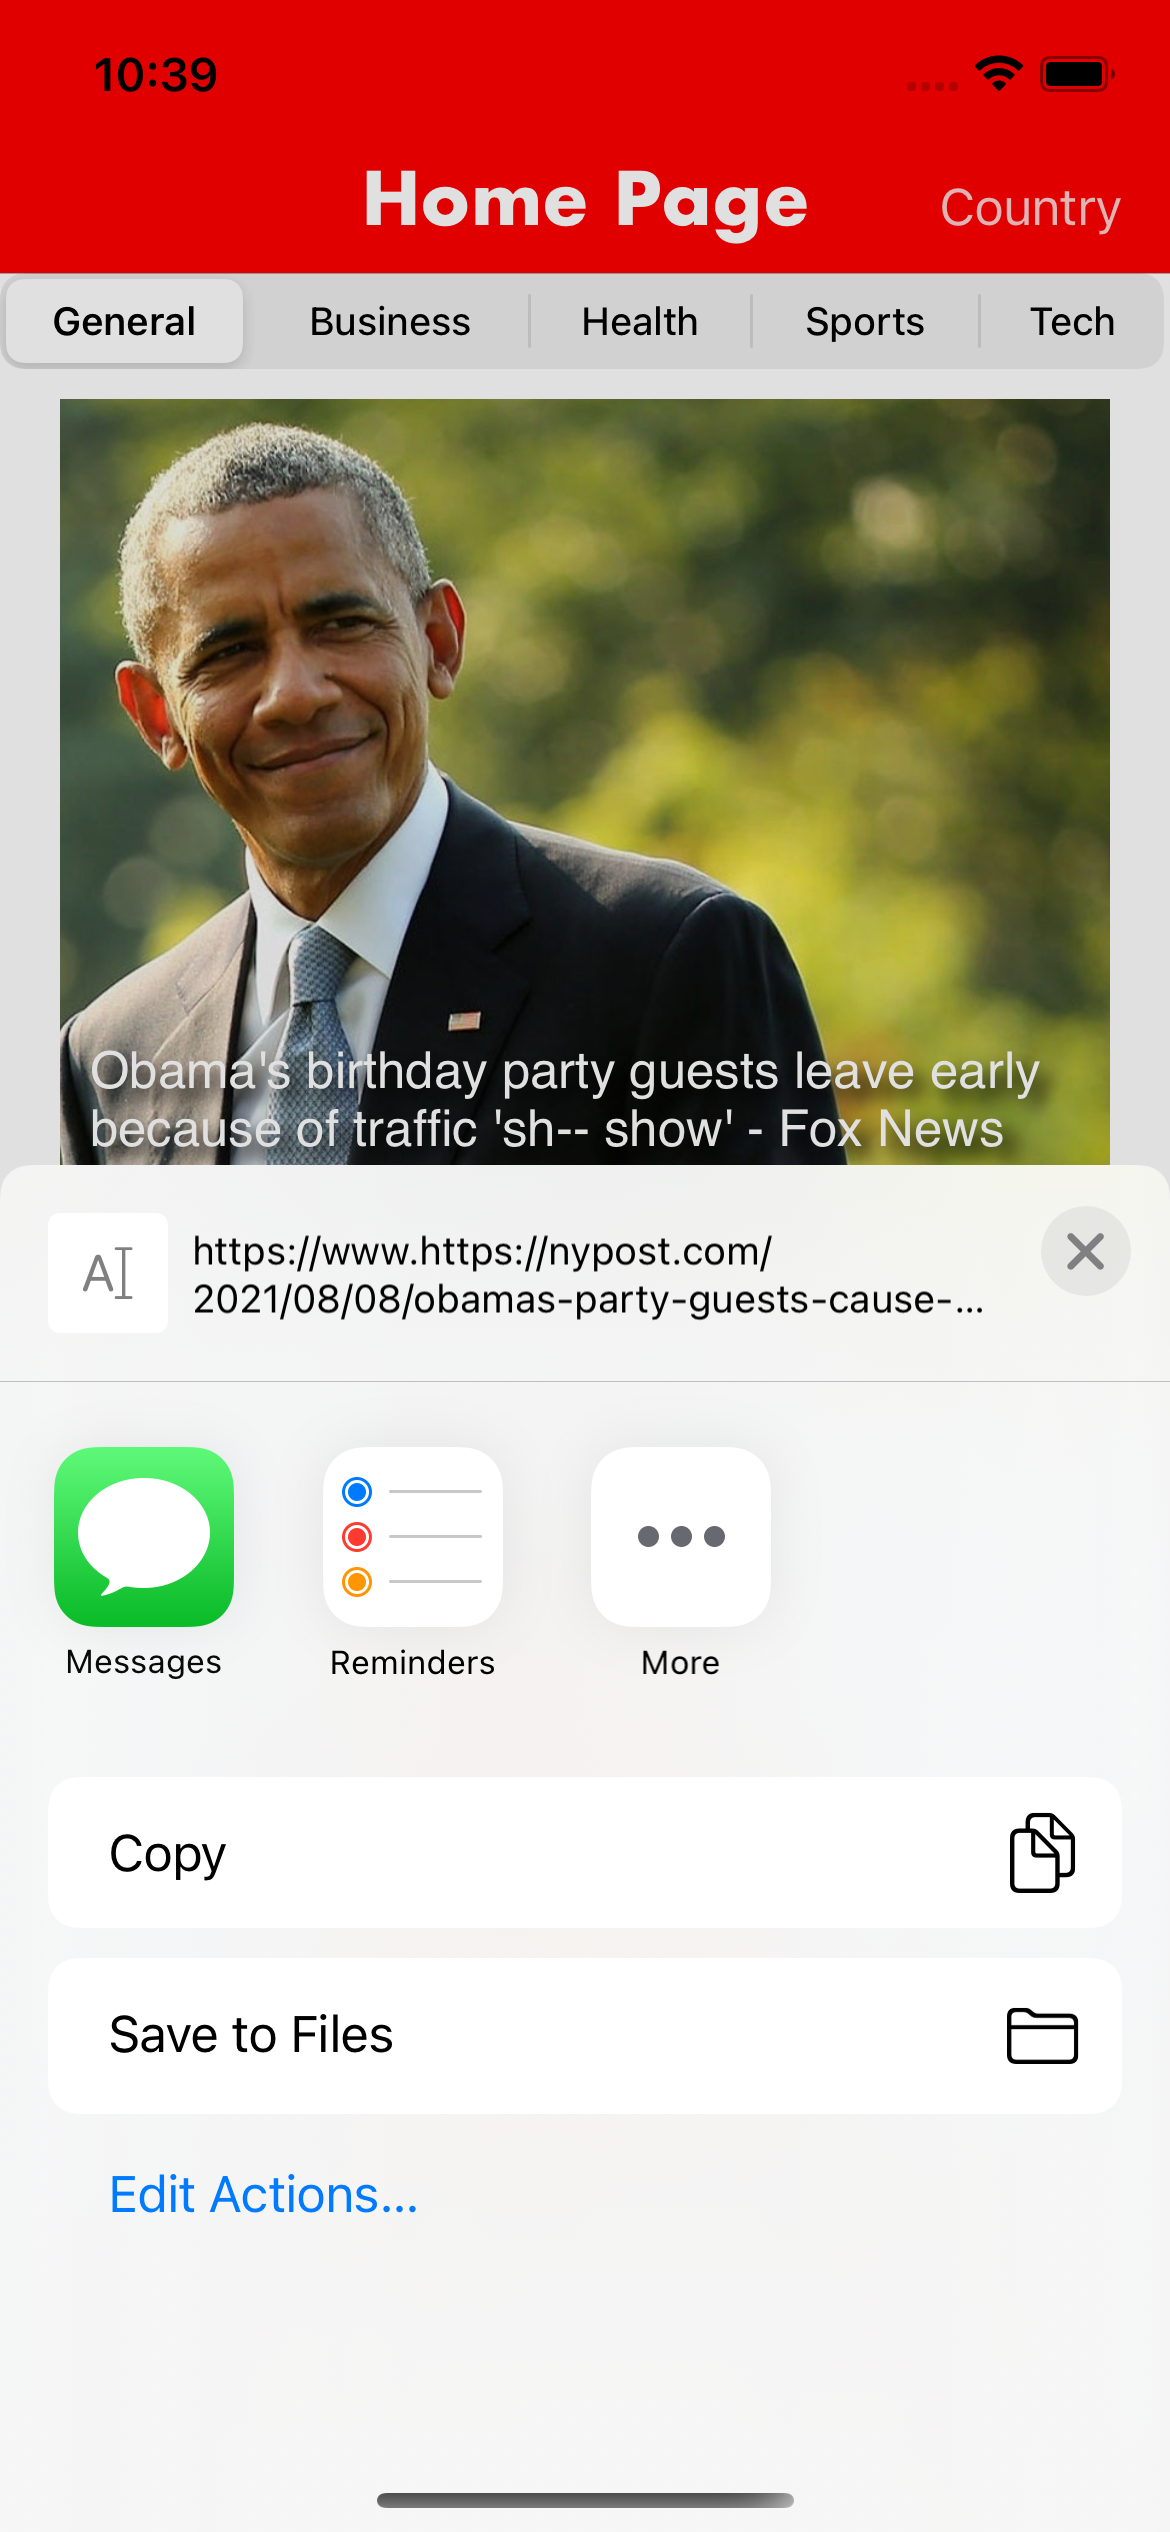 10:39
Home Page
Country
General
Business
Health
Sports
Tech
Obama's birthday party guests leave early
because of traffic 'sh-- show' - Fox News
A
https://www.https://nypost.com/
2021/08/08/obamas-party-guests-cause-...
Messages
Reminders
More
Copy
Save to Files
Edit Actions...